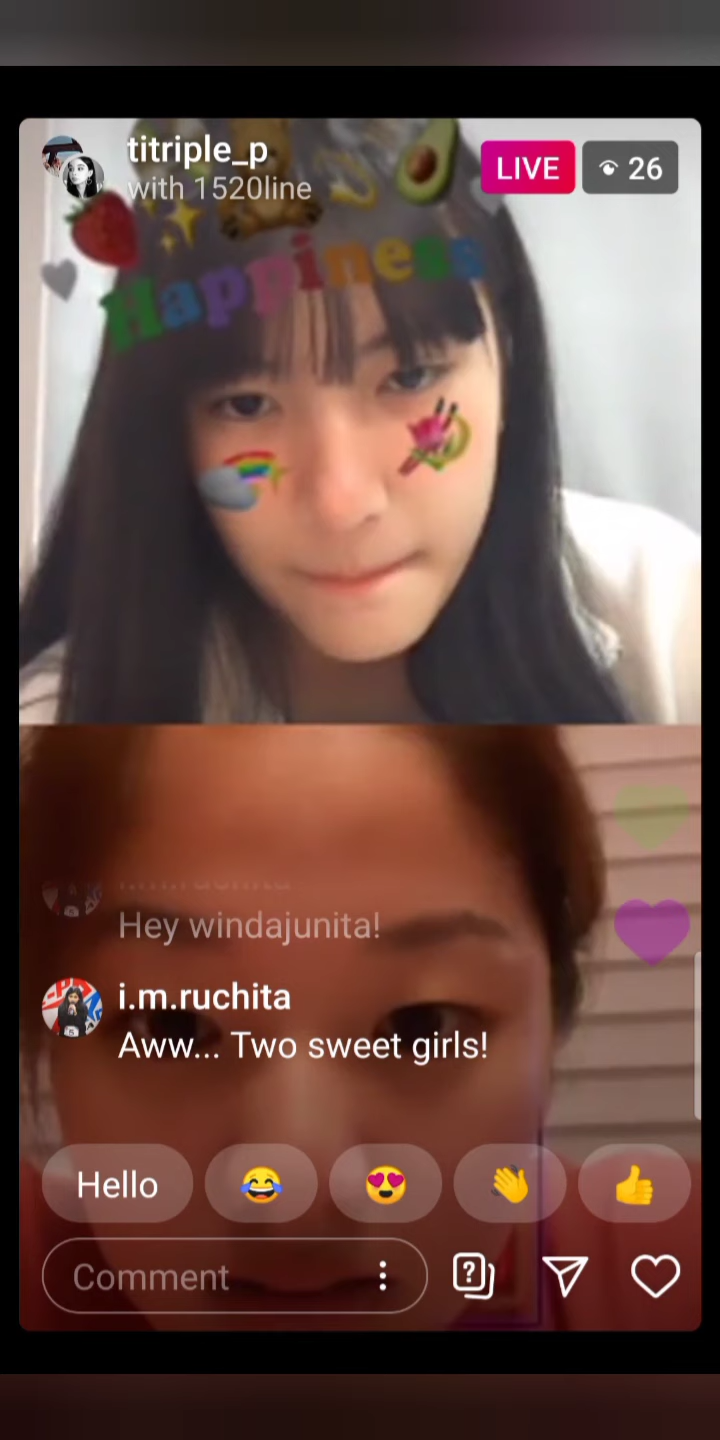 titriple_p
with 1520line
LIVE
26
Happiness
Hey windajunita!
i.m.ruchita
Aww... Two sweet girls!
Hello
Comment